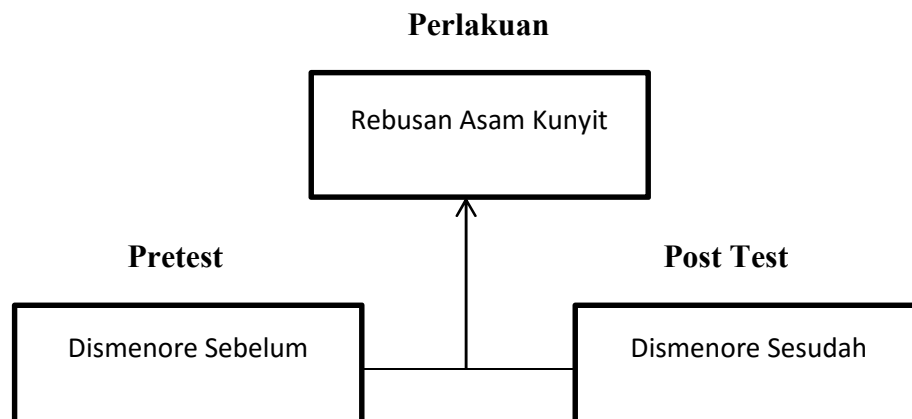 Perlakuan
Rebusan Asam Kunyit
Pretest
Post Test
Dismenore Sebelum
Dismenore Sesudah